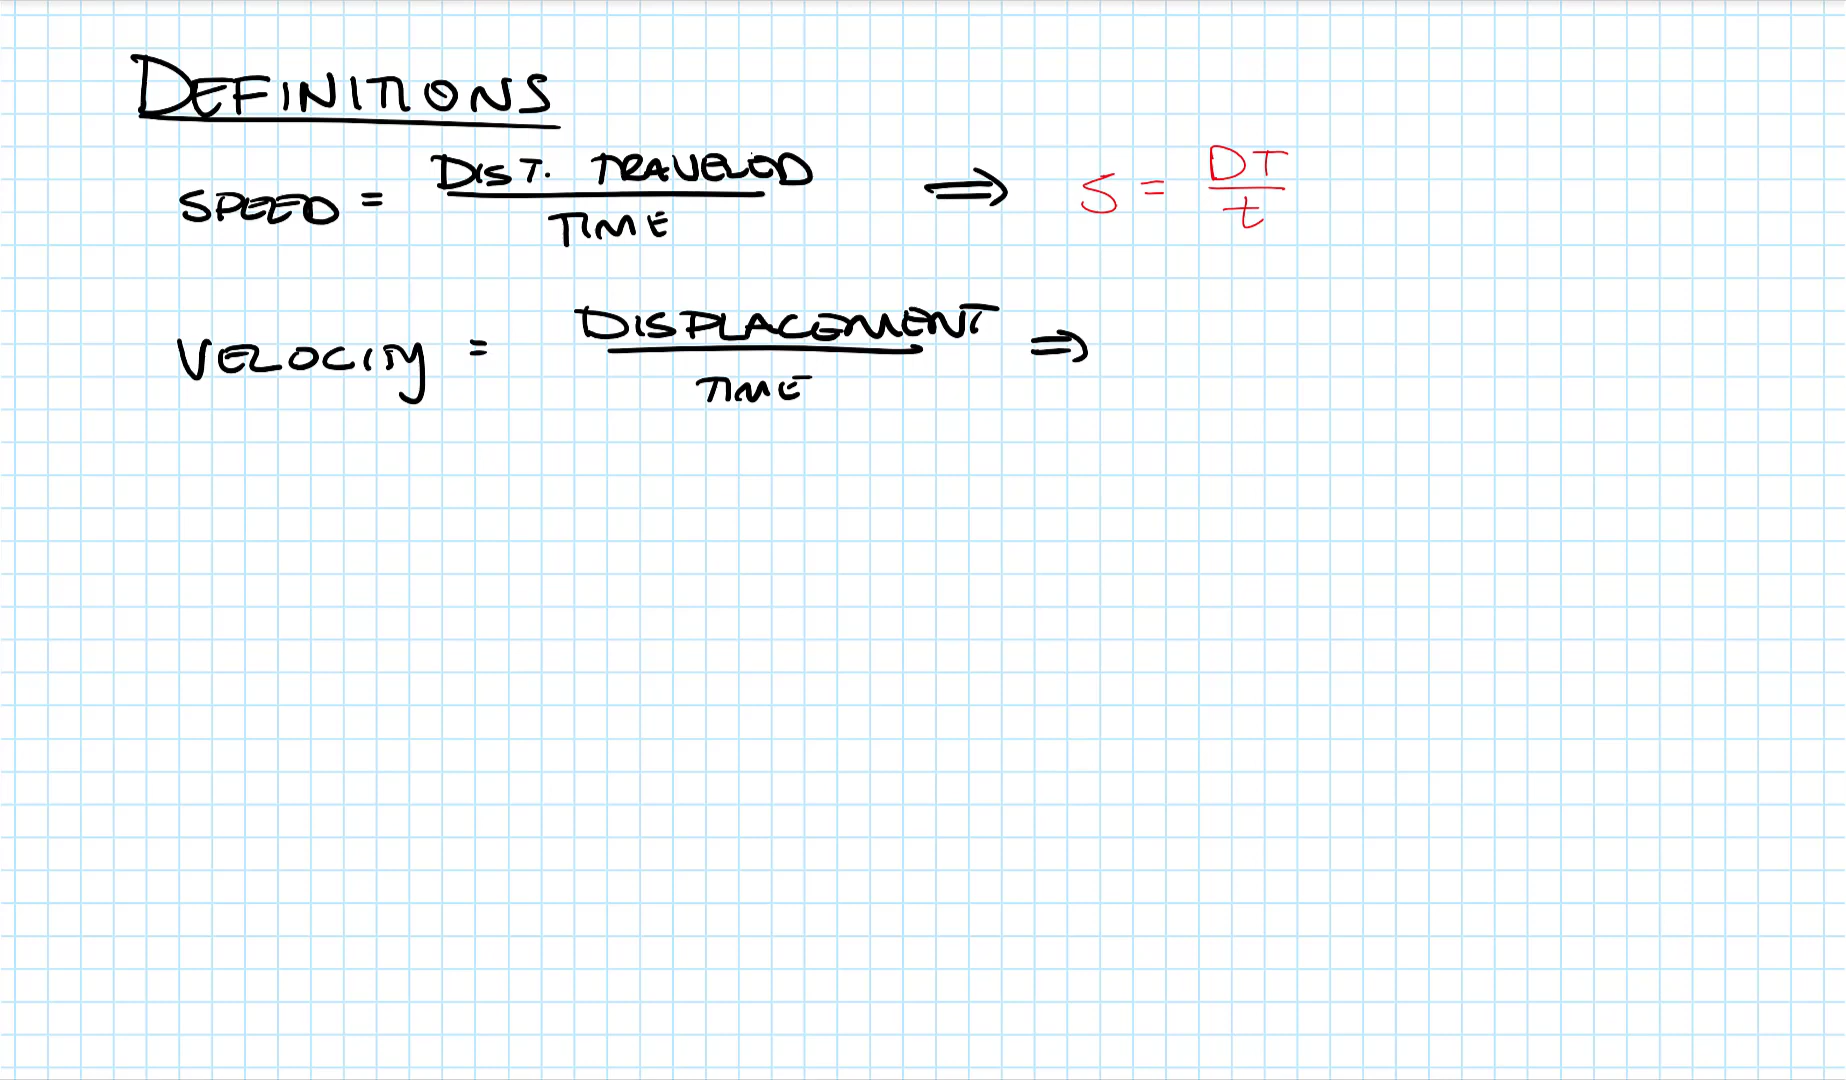 DEFINITIONS
SPEED = DIST. TRAVELED / TIME ⇒ S = DT / t
VELOCITY = DISPLACEMENT / TIME ⇒